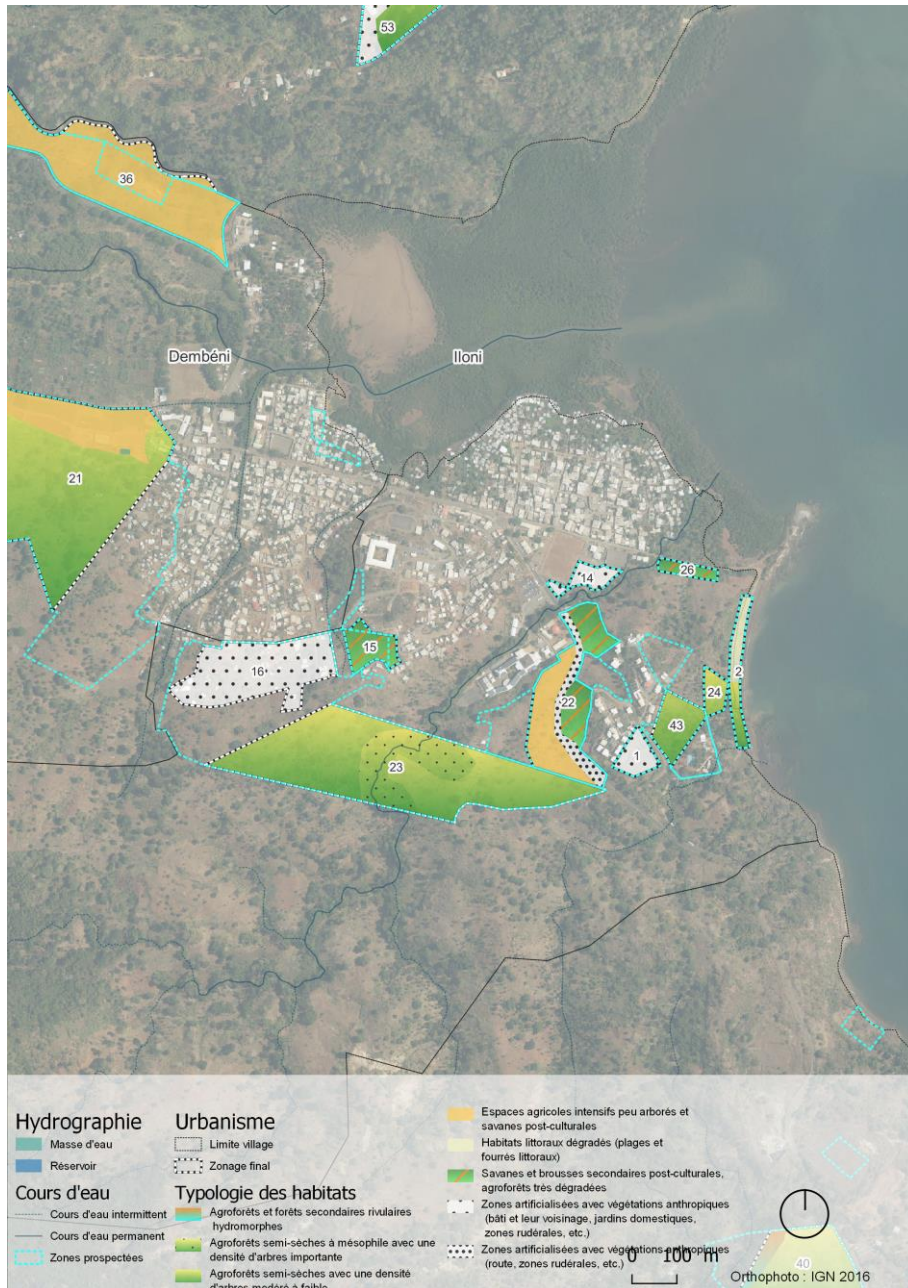 53
36
Dembéni
Iloni
21
14
26
15
16
2
24
22
43
1
23
Hydrographie
Masse d'eau
Réservoir
Cours d'eau
Cours d'eau intermittent
Cours d'eau permanent
Zones prospectées
Urbanisme
Limite village
Zonage final
Typologie des habitats
Agroforêts et forêts secondaires rivulaires
hydromorphes
Agroforêts semi-sèches à mésophile avec une
densité d'arbres importante
Agroforêts semi-sèches avec une densité
d'arbres modéré à faible
Espaces agricoles intensifs peu arborés et
savanes post-culturales
Habitats littoraux dégradés (plages et
fourrés littoraux)
Savanes et brousses secondaires post-culturales,
agroforêts très dégradées
Zones artificialisées avec végétations anthropiques
(bâti et leur voisinage, jardins domestiques,
zones rudérales, etc.)
Zones artificialisées avec végétations anthropiques
(route, zones rudérales, etc.)
0 100 m
40
Orthophoto : IGN 2016